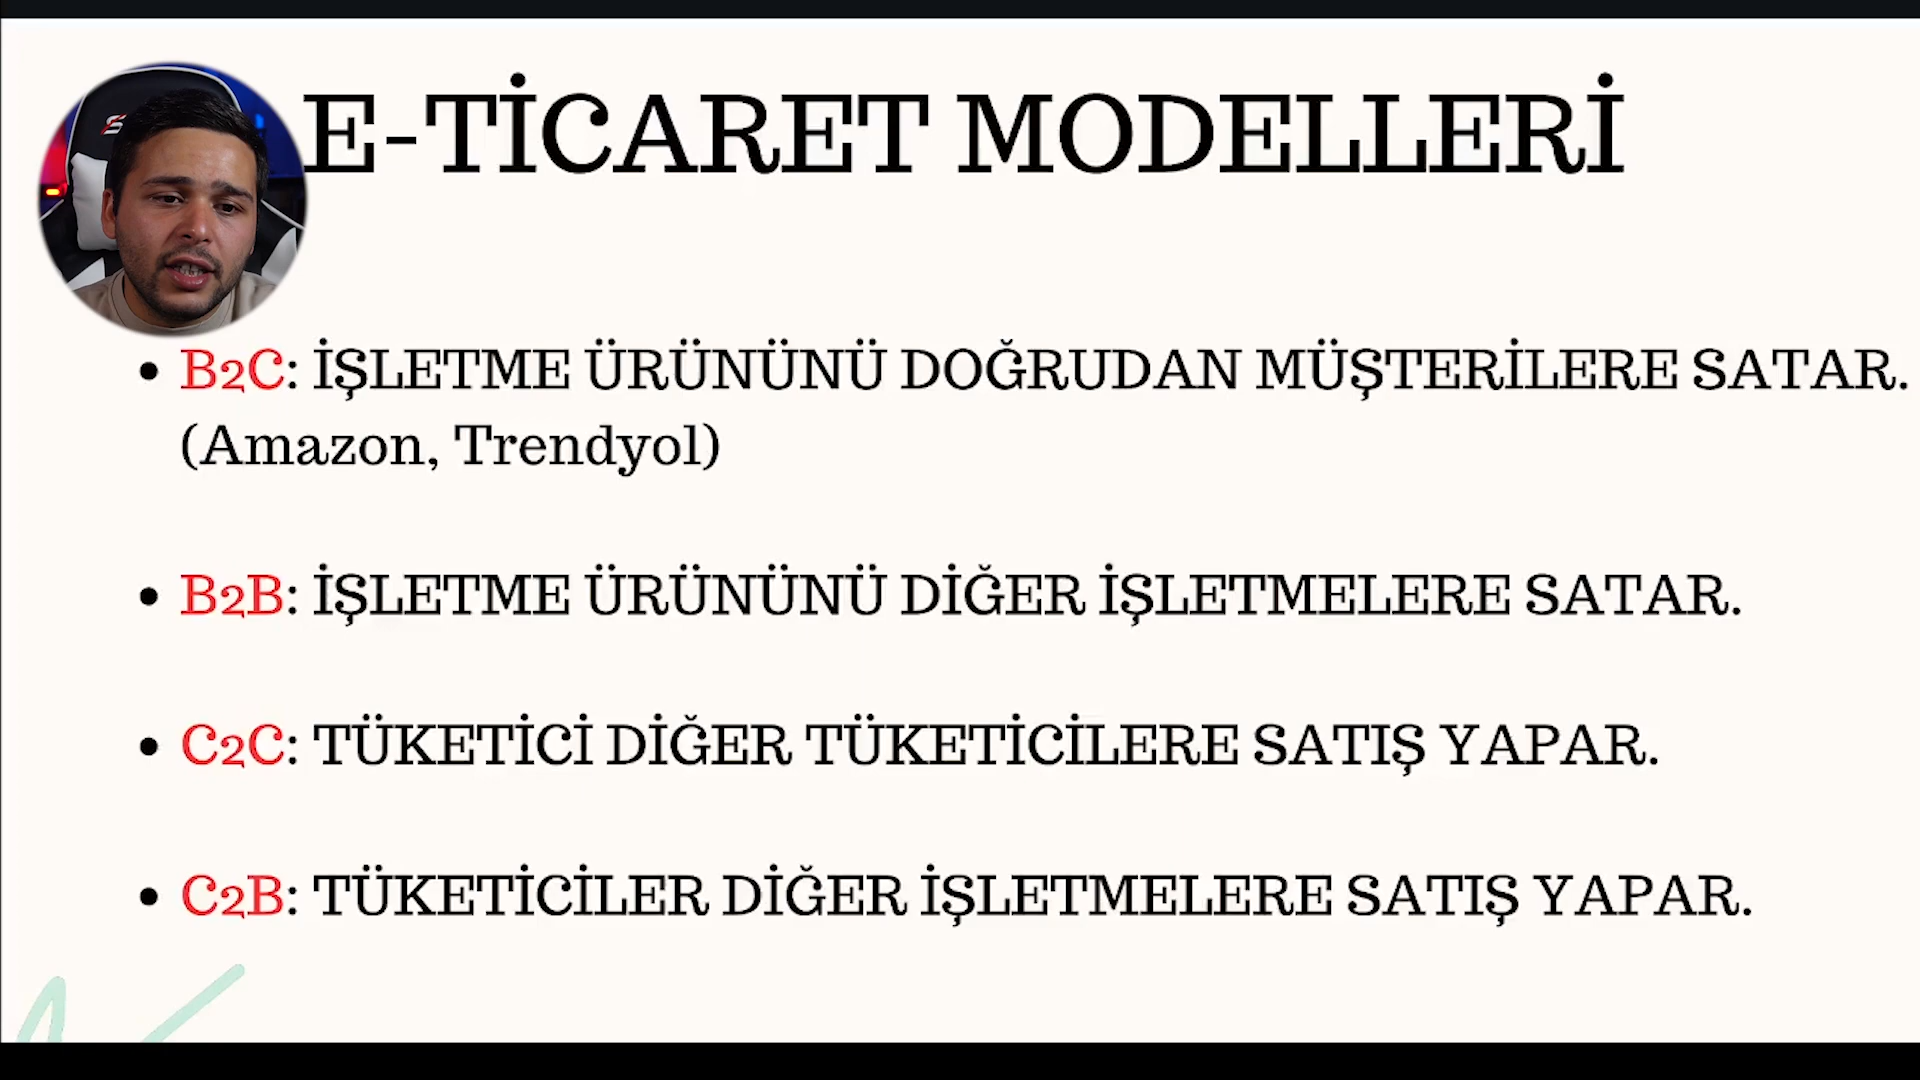 E-TİCARET MODELLERİ
• B2C: İŞLETME ÜRÜNÜNÜ DOĞRUDAN MÜŞTERİLERE SATAR.
(Amazon, Trendyol)
• B2B: İŞLETME ÜRÜNÜNÜ DİĞER İŞLETMELERE SATAR.
• C2C: TÜKETİCİ DİĞER TÜKETİCİLERE SATIŞ YAPAR.
• C2B: TÜKETİCİLER DİĞER İŞLETMELERE SATIŞ YAPAR.